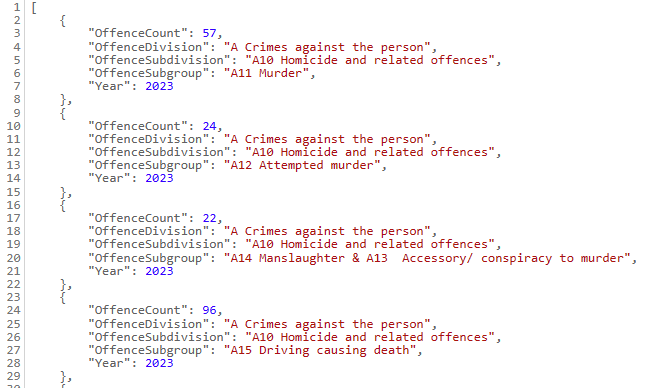 1 [
2     {
3         "OffenceCount": 57,
4         "OffenceDivision": "A Crimes against the person",
5         "OffenceSubdivision": "A10 Homicide and related offences",
6         "OffenceSubgroup": "A11 Murder",
7         "Year": 2023
8     },
9     {
10         "OffenceCount": 24,
11         "OffenceDivision": "A Crimes against the person",
12         "OffenceSubdivision": "A10 Homicide and related offences",
13         "OffenceSubgroup": "A12 Attempted murder",
14         "Year": 2023
15     },
16     {
17         "OffenceCount": 22,
18         "OffenceDivision": "A Crimes against the person",
19         "OffenceSubdivision": "A10 Homicide and related offences",
20         "OffenceSubgroup": "A14 Manslaughter & A13  Accessory/ conspiracy to murder",
21         "Year": 2023
22     },
23     {
24         "OffenceCount": 96,
25         "OffenceDivision": "A Crimes against the person",
26         "OffenceSubdivision": "A10 Homicide and related offences",
27         "OffenceSubgroup": "A15 Driving causing death",
28         "Year": 2023
29     },